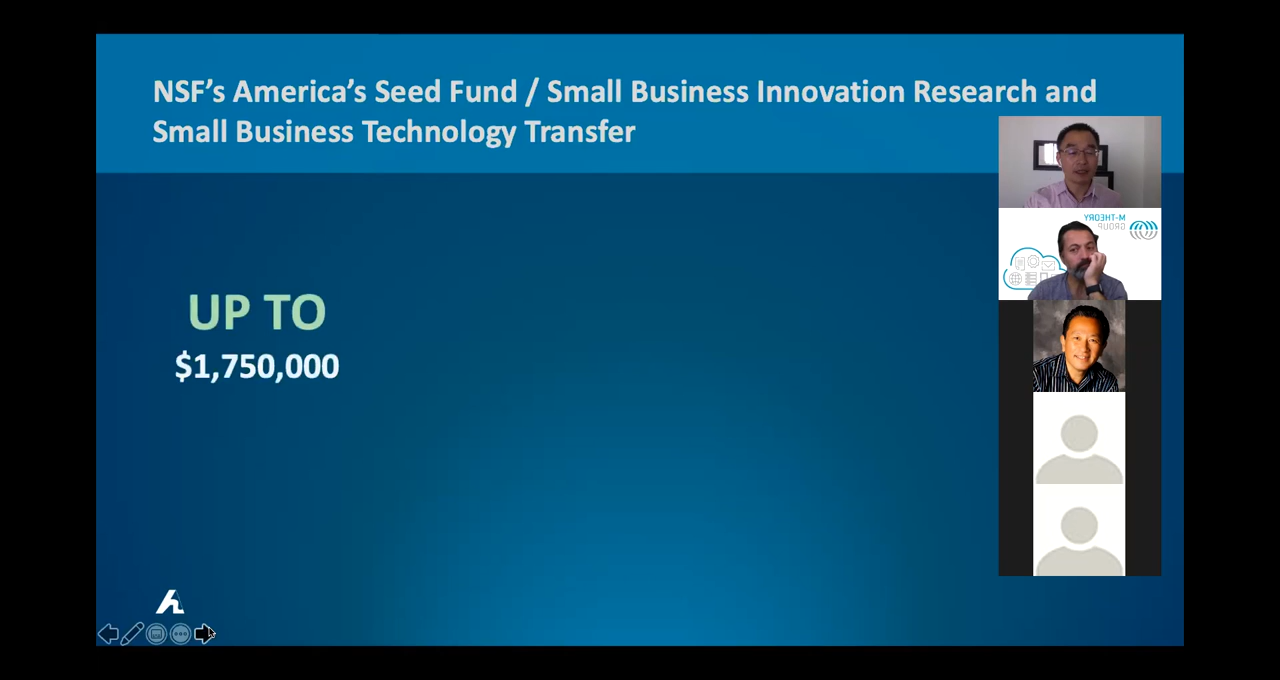 NSF's America's Seed Fund / Small Business Innovation Research and
Small Business Technology Transfer
M-THEORY
GROUP
UP TO
$1,750,000